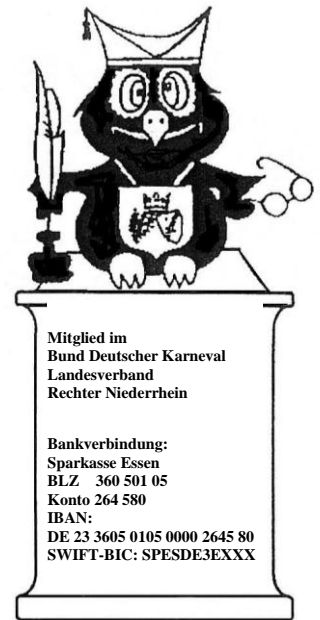 Mitglied im
Bund Deutscher Karneval
Landesverband
Rechter Niederrhein
Bankverbindung:
Sparkasse Essen
BLZ 360 501 05
Konto 264 580
IBAN:
DE 23 3605 0105 0000 2645 80
SWIFT-BIC: SPESDE3EXXX